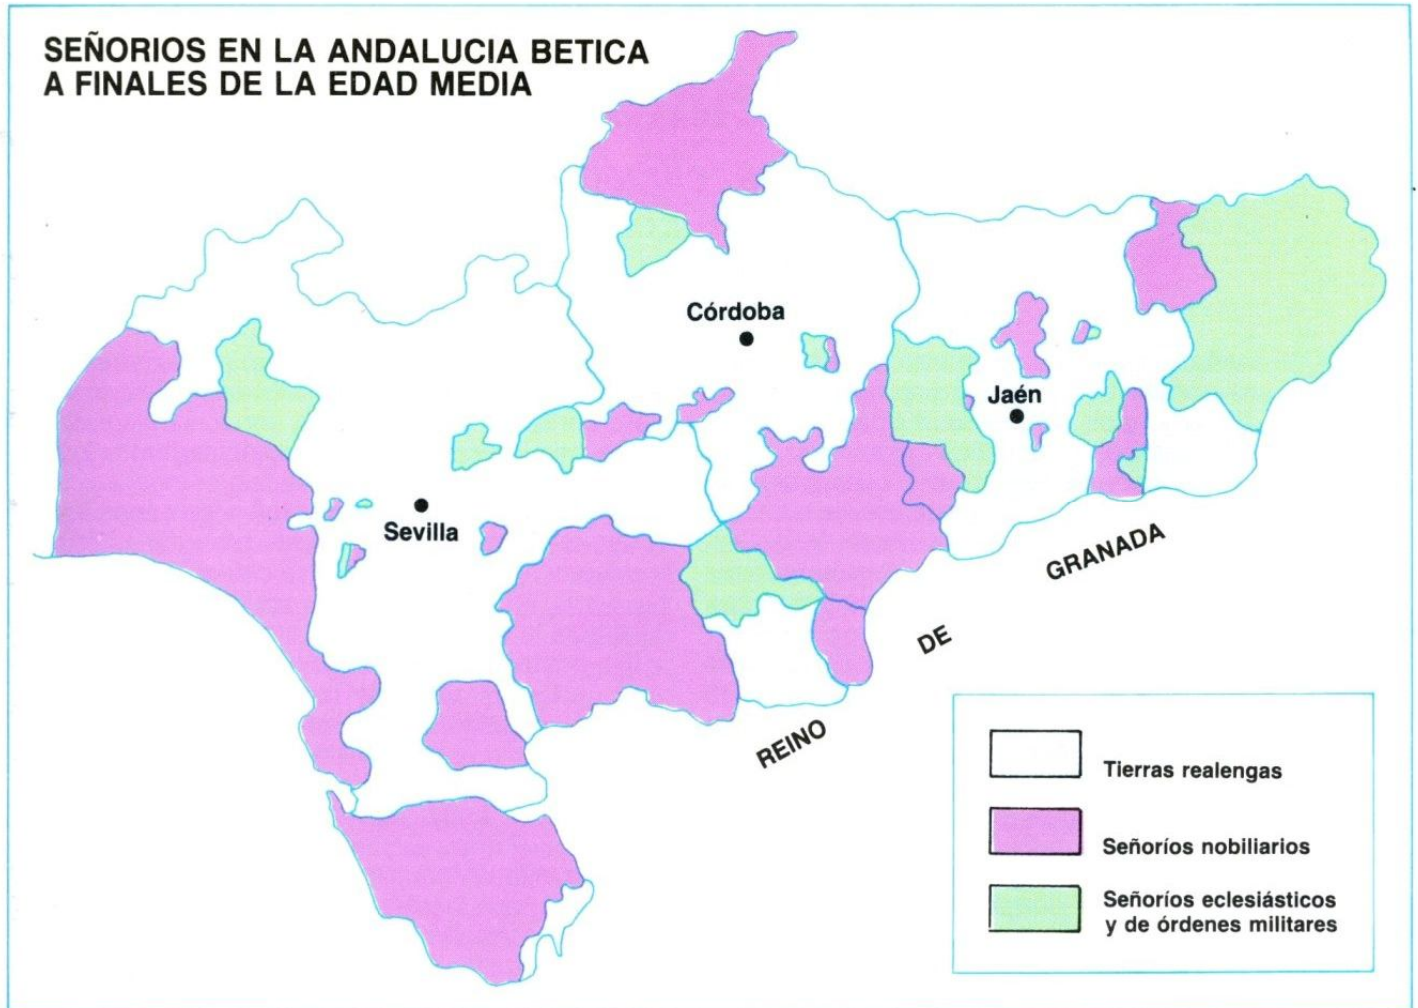 SEÑORIOS EN LA ANDALUCIA BETICA
A FINALES DE LA EDAD MEDIA
Córdoba
Jaén
Sevilla
GRANADA
DE
REINO
Tierras realengas
Señoríos nobiliarios
Señoríos eclesiásticos
y de órdenes militares